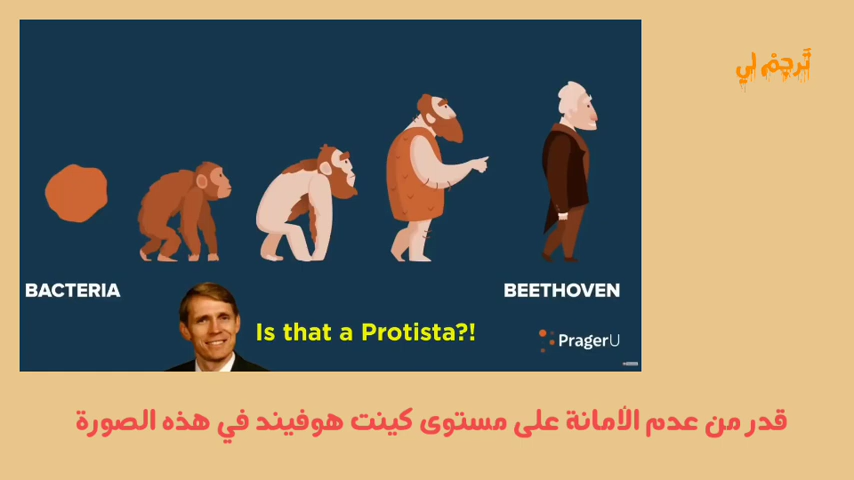 تَرجِمْ لي
BACTERIA
BEETHOVEN
Is that a Protista?!
PragerU
قدر من عدم الأمانة على مستوى كينت هوفيند في هذه الصورة